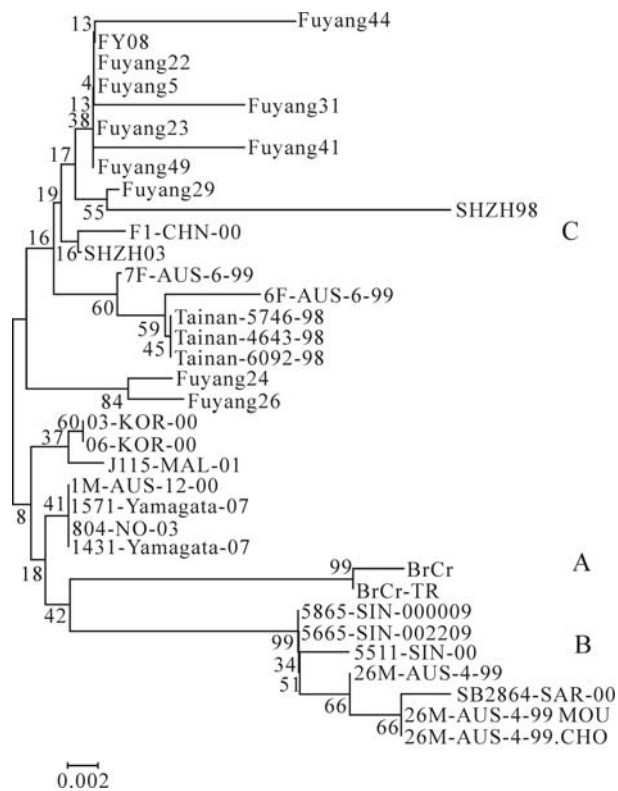 13
Fuyang44
FY08
Fuyang22
4
Fuyang5
13
Fuyang31
38
Fuyang23
17
Fuyang41
Fuyang49
19
Fuyang29
55
SHZH98
16
F1-CHN-00
C
16
SHZH03
7F-AUS-6-99
60
6F-AUS-6-99
59
Tainan-5746-98
Tainan-4643-98
45
Tainan-6092-98
Fuyang24
84
Fuyang26
60
03-KOR-00
37
06-KOR-00
J115-MAL-01
1M-AUS-12-00
41
1571-Yamagata-07
8
804-NO-03
1431-Yamagata-07
18
99
BrCr
A
BrCr-TR
42
5865-SIN-000009
5665-SIN-002209
99
B
5511-SIN-00
34
26M-AUS-4-99
51
SB2864-SAR-00
66
26M-AUS-4-99 MOU
66
26M-AUS-4-99.CHO
0.002